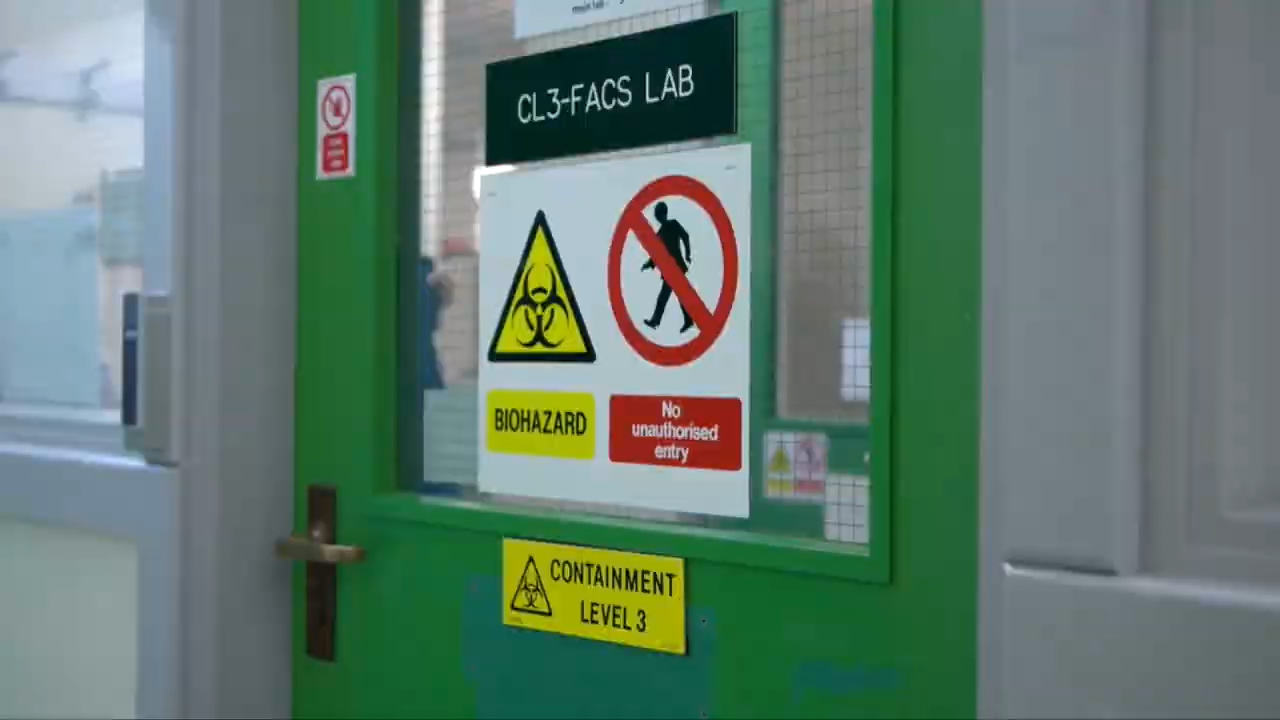 CL3-FACS LAB
BIOHAZARD
No
unauthorised
entry
CONTAINMENT
LEVEL 3